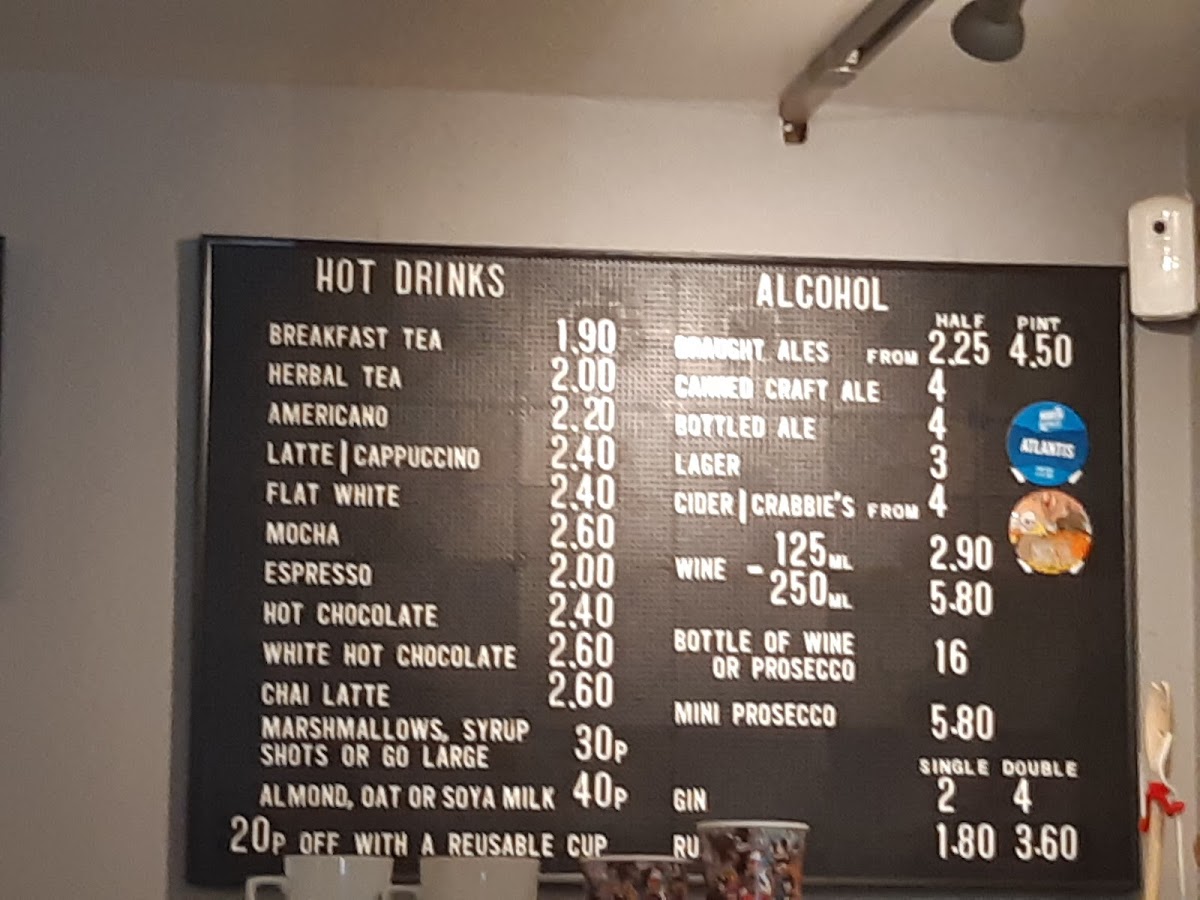 HOT DRINKS
BREAKFAST TEA 1.90
HERBAL TEA 2.00
AMERICANO 2.20
LATTE|CAPPUCCINO 2.40
FLAT WHITE 2.40
MOCHA 2.60
ESPRESSO 2.00
HOT CHOCOLATE 2.40
WHITE HOT CHOCOLATE 2.60
CHAI LATTE 2.60
MARSHMALLOWS, SYRUP
SHOTS OR GO LARGE 30P
ALMOND, OAT OR SOYA MILK 40P
20P OFF WITH A REUSABLE CUP
ALCOHOL
HALF PINT
DRAUGHT ALES FROM 2.25 4.50
CANNED CRAFT ALE 4
BOTTLED ALE 4
LAGER 3
CIDER|CRABBIE'S FROM 4
WINE - 125ML 2.90
250ML 5.80
BOTTLE OF WINE
OR PROSECCO 16
MINI PROSECCO 5.80
SINGLE DOUBLE
GIN 2 4
RU 1.80 3.60
ATLANTIS